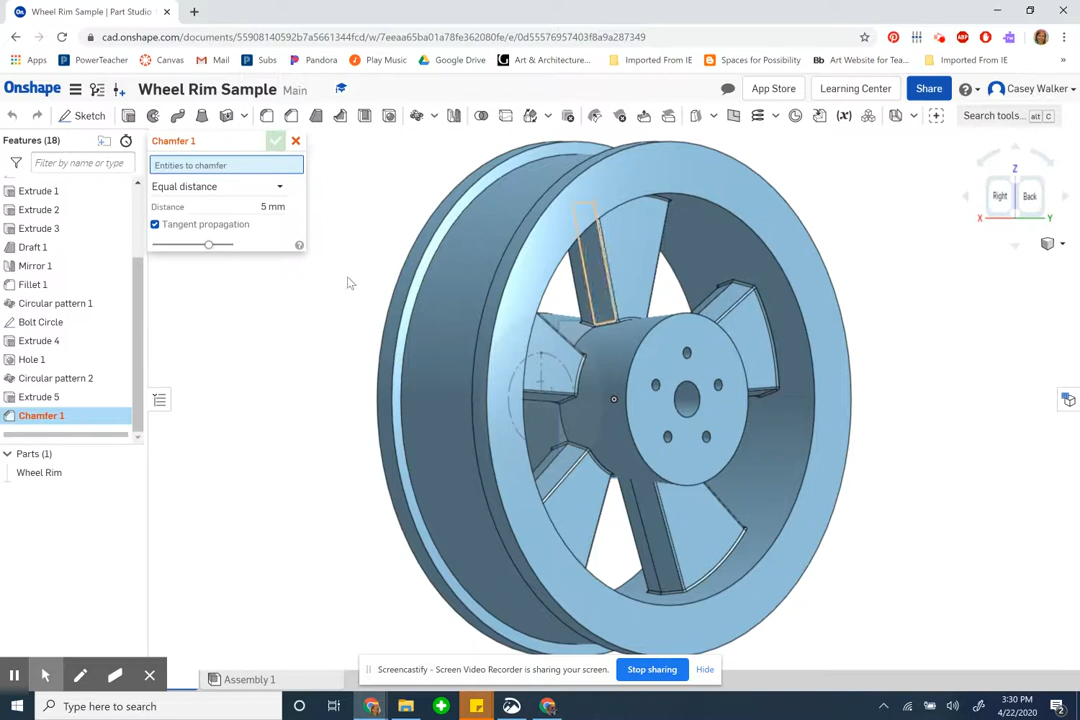 Wheel Rim Sample | Part Studio
cad.onshape.com/documents/55908140592b7a5661344fcd/w/7eeaa65ba01a78fe362080fe/e/0d55576957403f8a9a287349
Apps PowerTeacher Canvas Mail Subs Pandora Play Music Google Drive Art & Architecture... Imported From IE Spaces for Possibility Art Website for Tea... Imported From IE
Onshape Wheel Rim Sample Main App Store Learning Center Share Casey Walker
Sketch Search tools... alt C
Features (18)
Filter by name or type
Extrude 1
Extrude 2
Extrude 3
Draft 1
Mirror 1
Fillet 1
Circular pattern 1
Bolt Circle
Extrude 4
Hole 1
Circular pattern 2
Extrude 5
Chamfer 1
Parts (1)
Wheel Rim
Chamfer 1
Entities to chamfer
Equal distance
Distance 5 mm
Tangent propagation
Z
Right Back
X Y
Assembly 1
Screencastify - Screen Video Recorder is sharing your screen. Stop sharing Hide
Type here to search
3:30 PM
4/22/2020
2